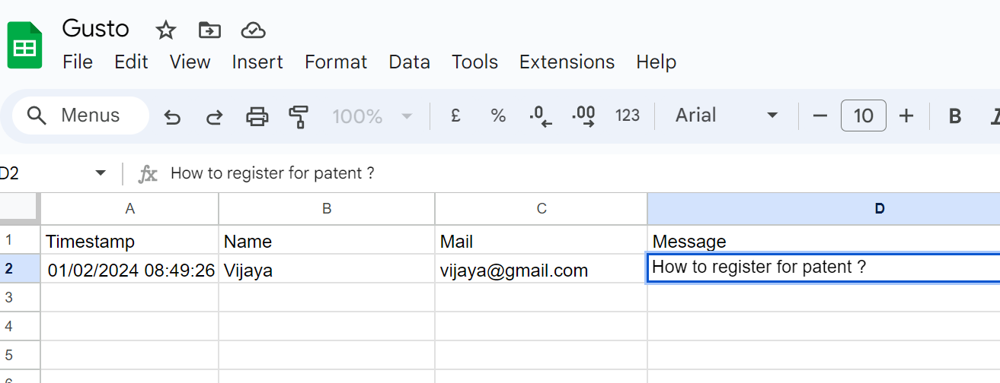 Gusto
File Edit View Insert Format Data Tools Extensions Help
Menus 100% £ % .0 .00 123 Arial 10 B I
D2 fx How to register for patent ?
A B C D
1 Timestamp Name Mail Message
2 01/02/2024 08:49:26 Vijaya vijaya@gmail.com How to register for patent ?
3
4
5
6